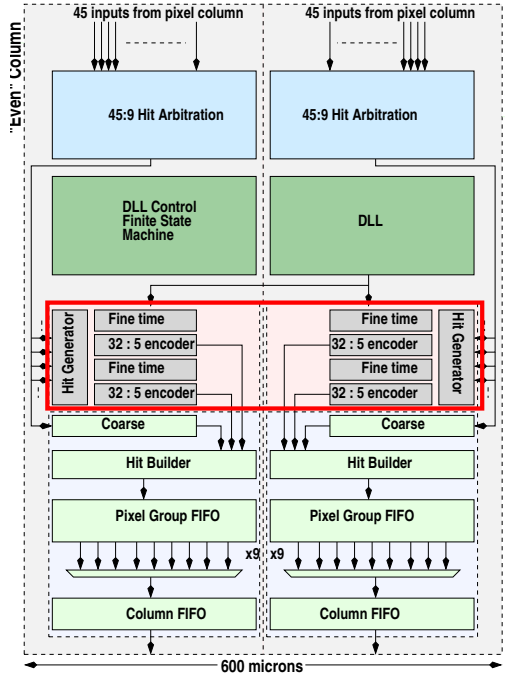 45 inputs from pixel column
45 inputs from pixel column
"Even" Column
45:9 Hit Arbitration
45:9 Hit Arbitration
DLL Control
Finite State
Machine
DLL
Hit Generator
Fine time
32 : 5 encoder
Fine time
32 : 5 encoder
Fine time
32 : 5 encoder
Fine time
32 : 5 encoder
Hit Generator
Coarse
Coarse
Hit Builder
Hit Builder
Pixel Group FIFO
Pixel Group FIFO
x9
x9
Column FIFO
Column FIFO
600 microns